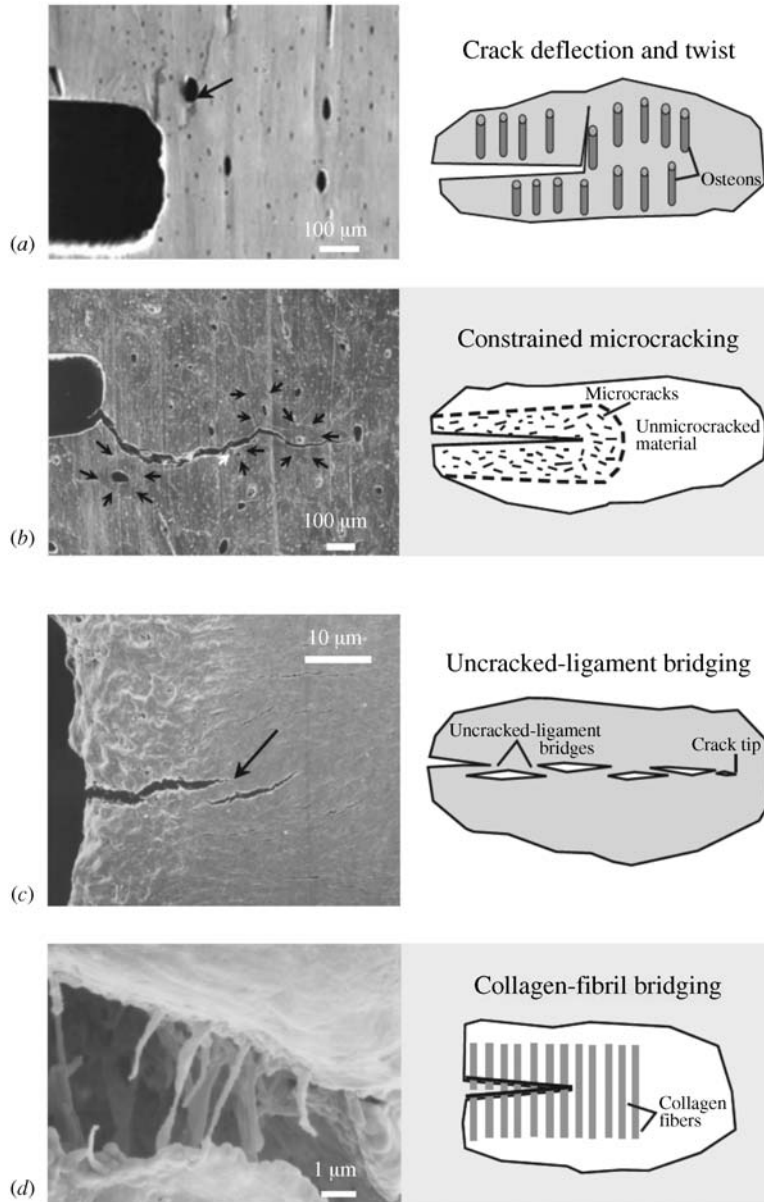 Crack deflection and twist
Osteons
100 μm
(a)
Constrained microcracking
Microcracks
Unmicrocracked
material
100 μm
(b)
10 μm
Uncracked-ligament bridging
Uncracked-ligament
bridges
Crack tip
(c)
Collagen-fibril bridging
Collagen
fibers
1 μm
(d)